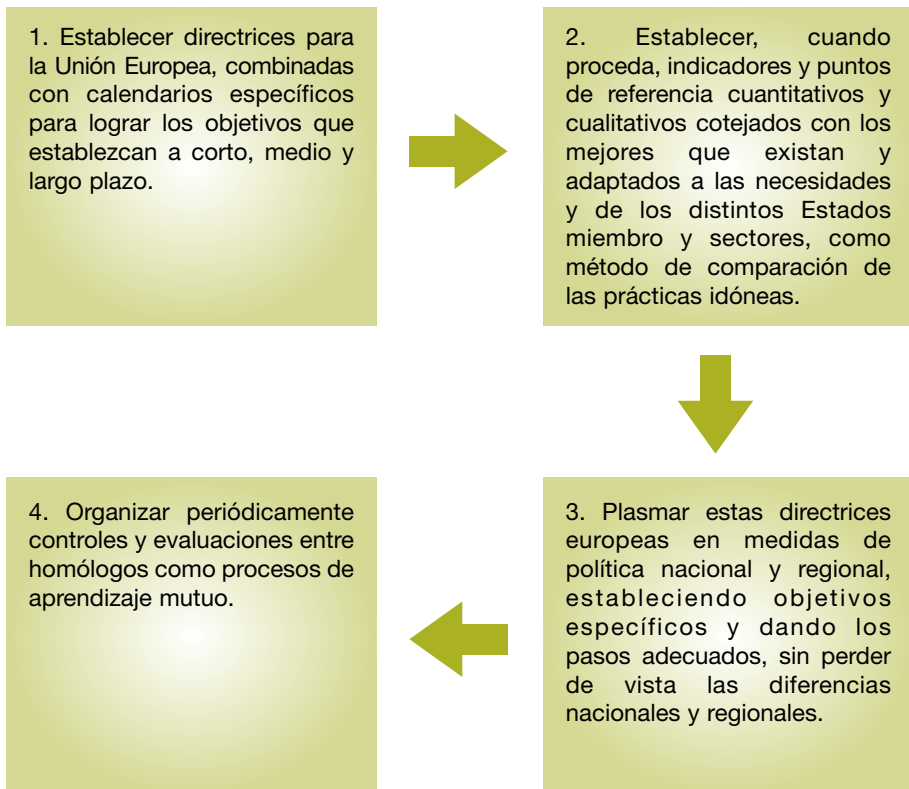 1. Establecer directrices para
la Unión Europea, combinadas
con calendarios específicos
para lograr los objetivos que
establezcan a corto, medio y
largo plazo.
2. Establecer, cuando
proceda, indicadores y puntos
de referencia cuantitativos y
cualitativos cotejados con los
mejores que existan y
adaptados a las necesidades
y de los distintos Estados
miembro y sectores, como
método de comparación de
las prácticas idóneas.
3. Plasmar estas directrices
europeas en medidas de
política nacional y regional,
estableciendo objetivos
específicos y dando los
pasos adecuados, sin perder
de vista las diferencias
nacionales y regionales.
4. Organizar periódicamente
controles y evaluaciones entre
homólogos como procesos de
aprendizaje mutuo.